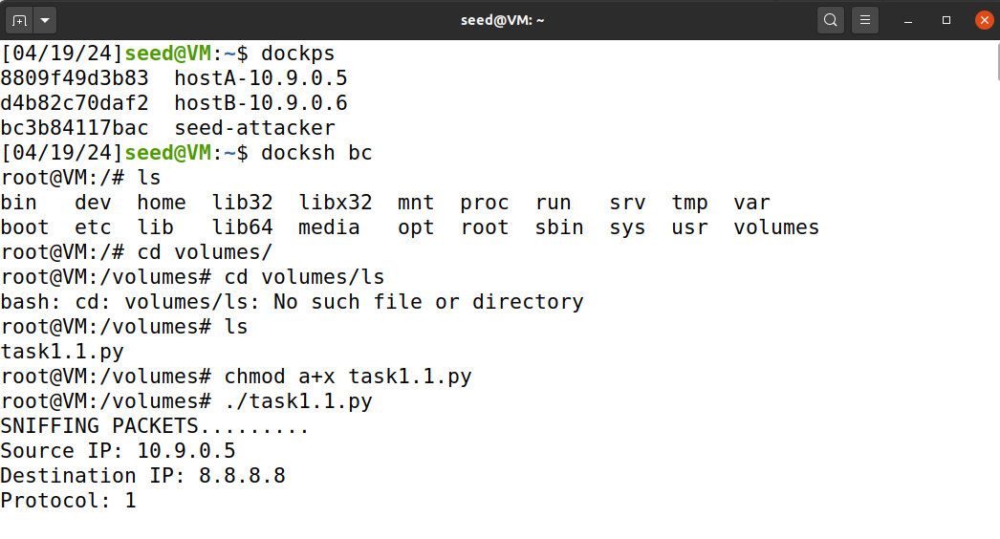 seed@VM: ~
[04/19/24]seed@VM:~$ dockps
8809f49d3b83  hostA-10.9.0.5
d4b82c70daf2  hostB-10.9.0.6
bc3b84117bac  seed-attacker
[04/19/24]seed@VM:~$ docksh bc
root@VM:/# ls
bin   dev  home  lib32  libx32  mnt  proc  run   srv  tmp  var
boot  etc  lib   lib64  media   opt  root  sbin  sys  usr  volumes
root@VM:/# cd volumes/
root@VM:/volumes# cd volumes/ls
bash: cd: volumes/ls: No such file or directory
root@VM:/volumes# ls
task1.1.py
root@VM:/volumes# chmod a+x task1.1.py
root@VM:/volumes# ./task1.1.py
SNIFFING PACKETS.........
Source IP: 10.9.0.5
Destination IP: 8.8.8.8
Protocol: 1